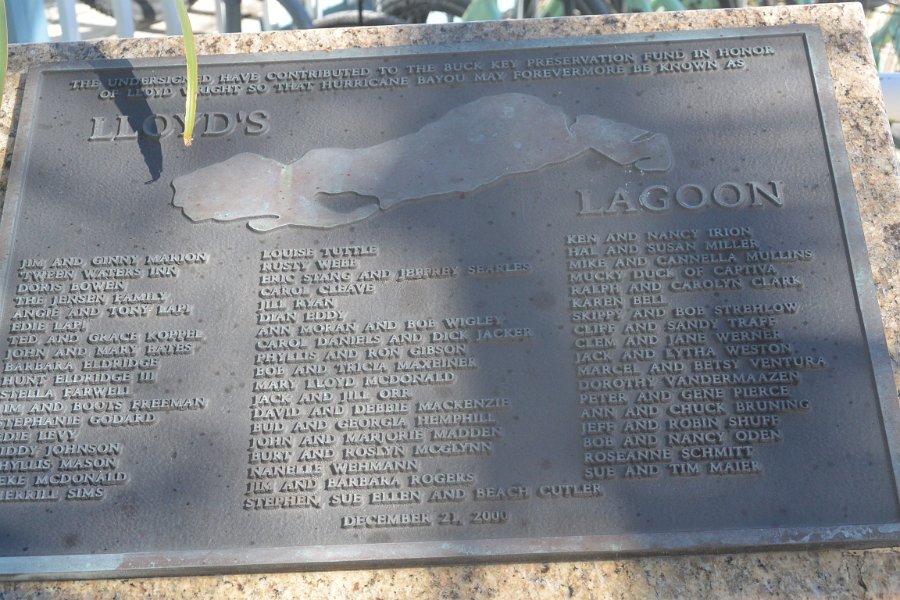 THE UNDERSIGNED, HAVE CONTRIBUTED TO THE BUCK KEY PRESERVATION FUND IN HONOR
OF LLOYD WRIGHT SO THAT HURRICANE BAYOU MAY FOREVERMORE BE KNOWN AS
LLOYD'S
LAGOON
JIM AND GINNY MARION
'TWEEN WATERS INN
DORIS BOWEN
THE JENSEN FAMILY
ANGIE AND TONY LAPI
EDIE LAPI
TED AND GRACE KOPPEL
JOHN AND MARY BATES
BARBARA ELDRIDGE
HUNT ELDRIDGE III
STELLA FARWELL
JIM AND BOOTS FREEMAN
STEPHANIE GODARD
EDIE LEVY
JOHNSON
PHYLLIS MASON
MCDONALD
MERRILL SIMS
LOUISE TUTTLE
RUSTY WEBB
ERIC STANG AND JEFFREY SEARLES
CAROL CLEAVE
JILL RYAN
DIAN EDDY
ANN MORAN AND BOB WIGLEY
CAROL DANIELS AND DICK JACKER
PHYLLIS AND RON GIBSON
BOB AND TRICIA MAXEINER
MARY LLOYD MCDONALD
JACK AND JILL ORK
DAVID AND DEBBIE MACKENZIE
BUD AND GEORGIA HEMPHILL
JOHN AND MARJORIE MADDEN
BURT AND ROSLYN MCGLYNN
NANELLE WEHMANN
JIM AND BARBARA ROGERS
STEPHEN, SUE ELLEN AND BEACH CUTLER
KEN AND NANCY IRION
HAL AND SUSAN MILLER
MIKE AND CANNELLA MULLINS
MUCKY DUCK OF CAPTIVA
RALPH AND CAROLYN CLARK
KAREN BELL
SKIPPY AND BOB STREHLOW
CLIFF AND SANDY TRAFF
CLEM AND JANE WERNER
JACK AND LYTHA WESTON
MARCEL AND BETSY VENTURA
DOROTHY VANDERMAAZEN
PETER AND GENE PIERCE
ANN AND CHUCK BRUNING
JEFF AND ROBIN SHUFF
BOB AND NANCY ODEN
ROSEANNE SCHMITT
SUE AND TIM MAIER
DECEMBER 21, 2000